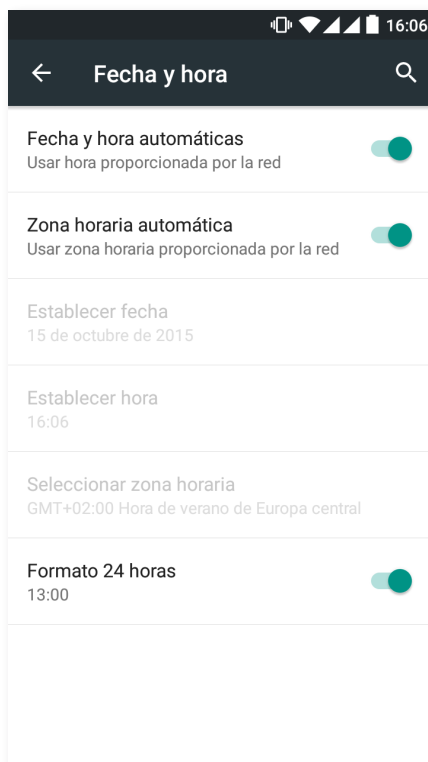 16:06
Fecha y hora
Fecha y hora automáticas
Usar hora proporcionada por la red
Zona horaria automática
Usar zona horaria proporcionada por la red
Establecer fecha
15 de octubre de 2015
Establecer hora
16:06
Seleccionar zona horaria
GMT+02:00 Hora de verano de Europa central
Formato 24 horas
13:00